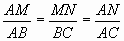 AM/AB = MN/BC = AN/AC